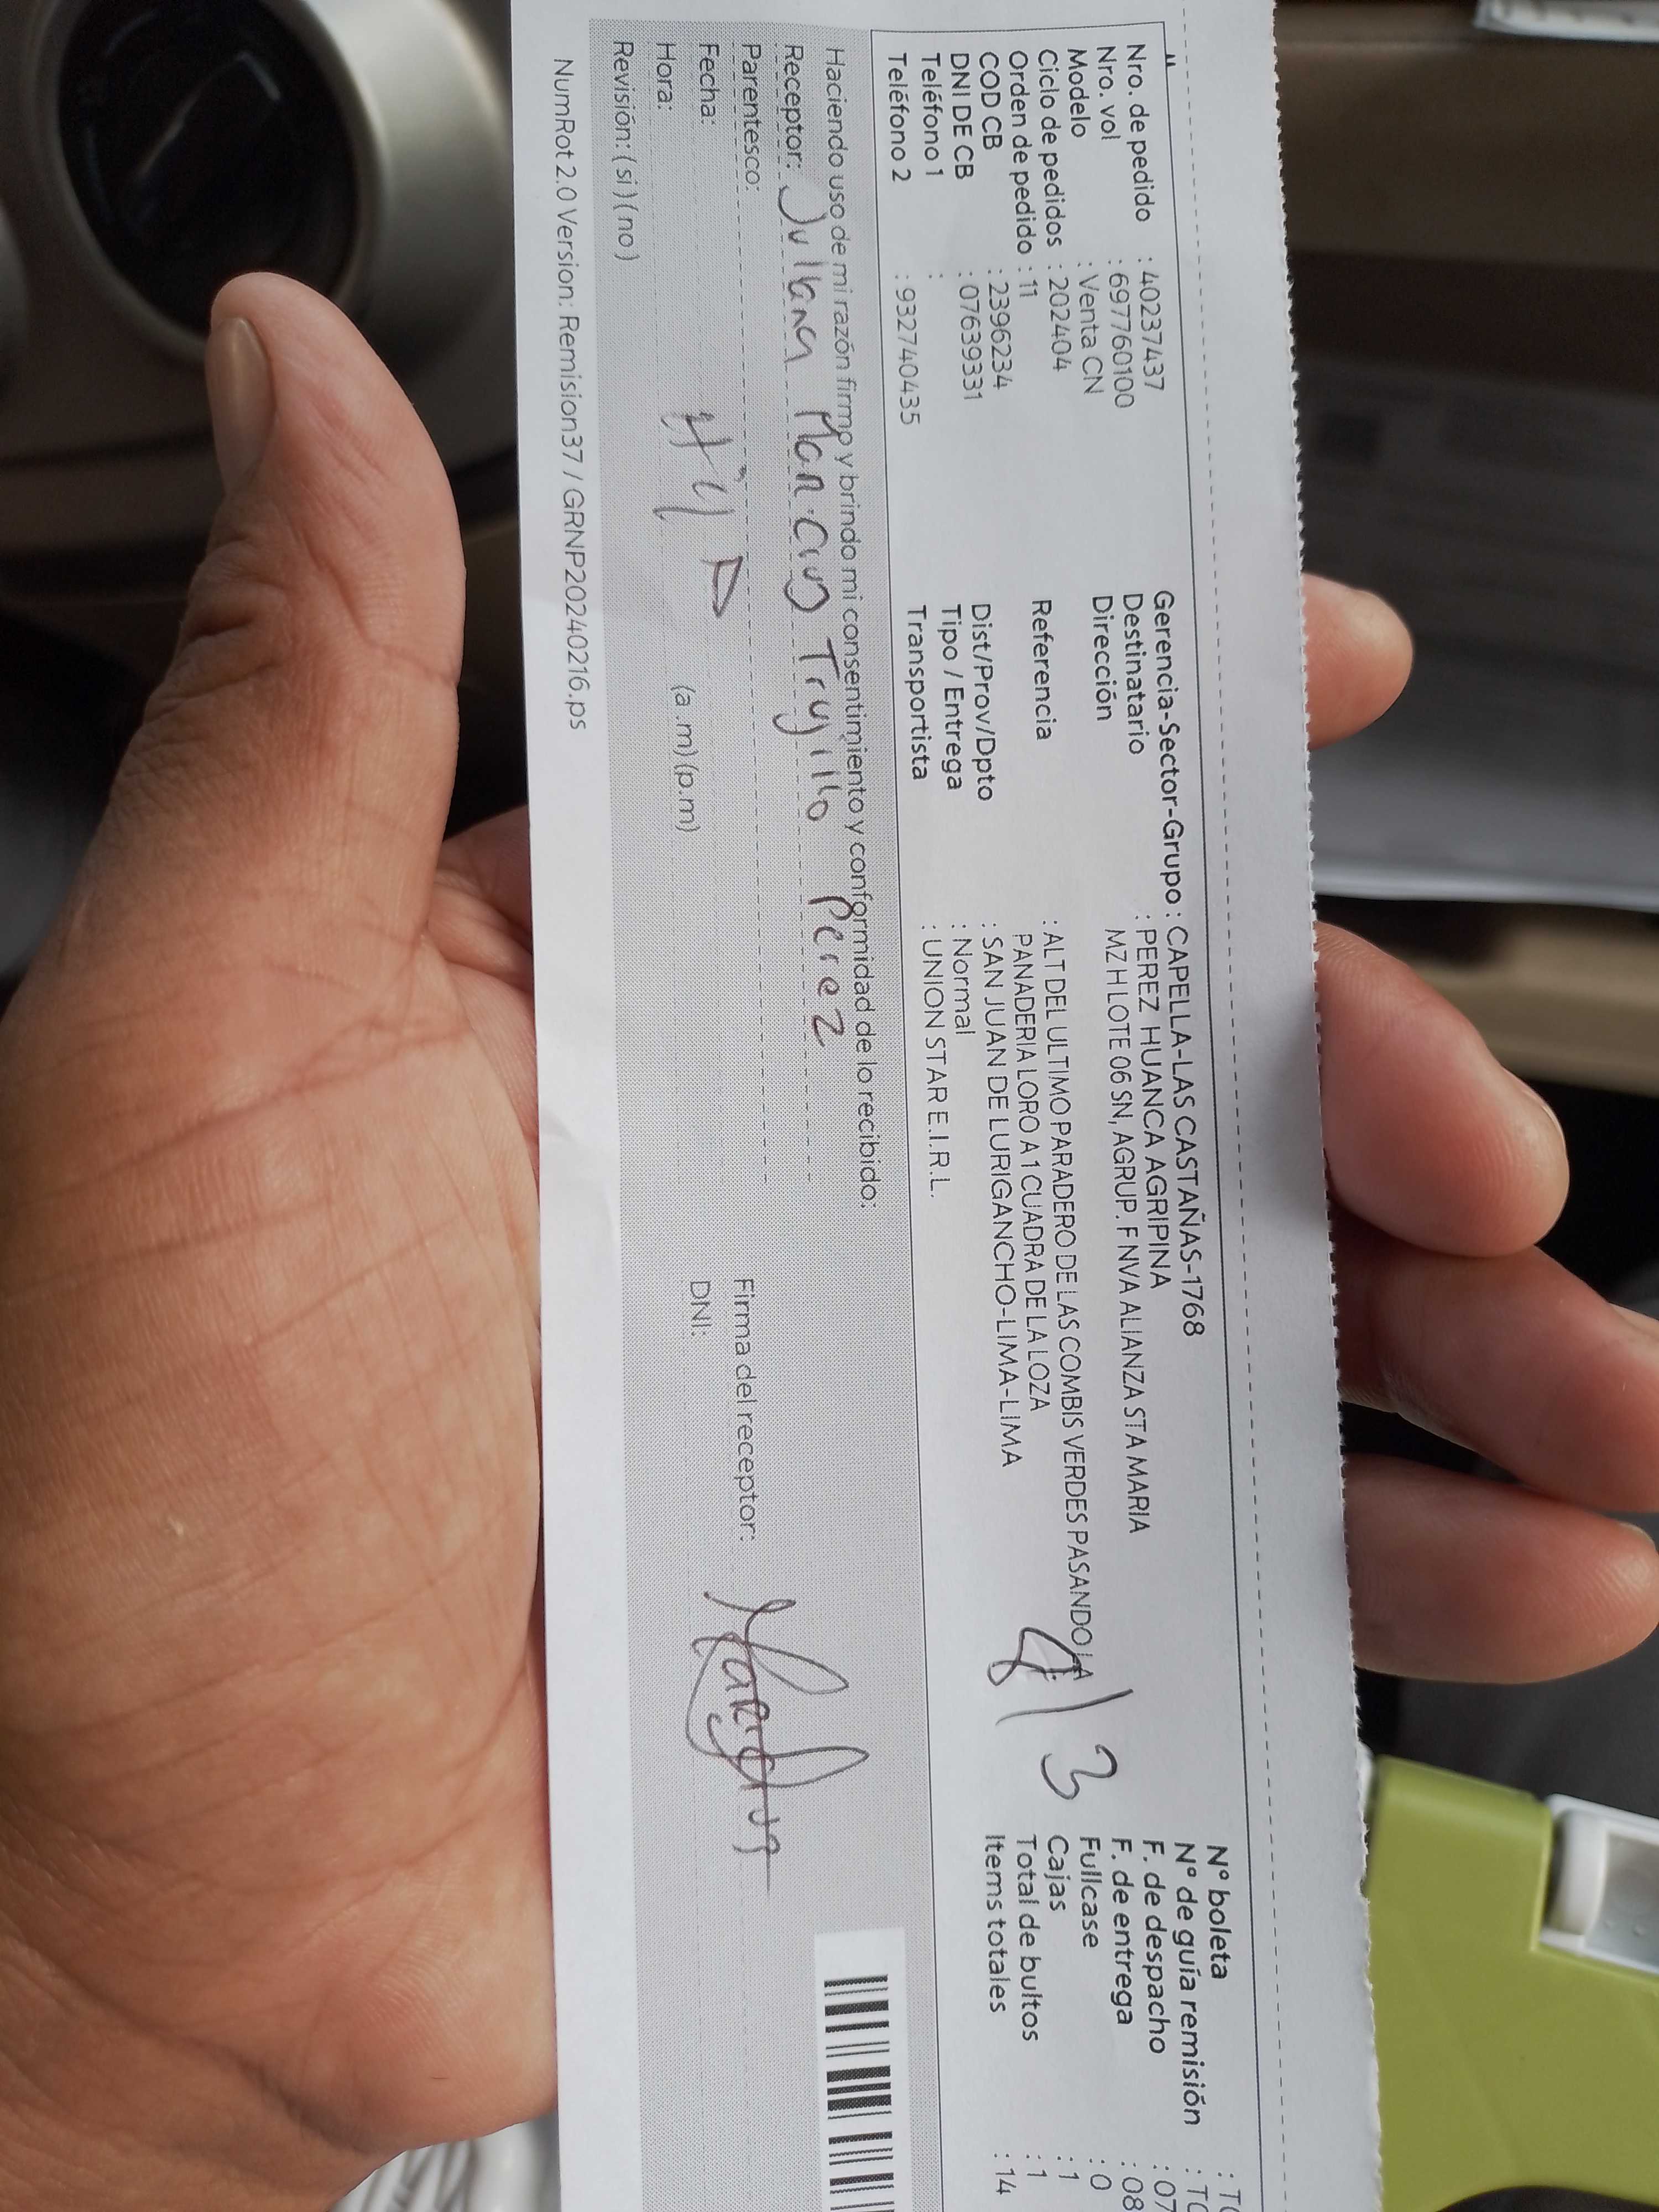 Nro. de pedido : 40237437
Nro. vol : 697760100
Modelo : Venta CN
Ciclo de pedidos : 202404
Orden de pedido : 11
COD CB : 2396234
DNI DE CB : 07639331
Teléfono 1 :
Teléfono 2 : 932740435
Gerencia-Sector-Grupo : CAPELLA-LAS CASTAÑAS-1768
Destinatario : PEREZ HUANCA AGRIPINA
Dirección : MZ H LOTE 06 SN, AGRUP. F NVA ALIANZA STA MARIA
Referencia : ALT DEL ULTIMO PARADERO DE LAS COMBIS VERDES PASANDO LA
PANADERIA LORO A 1 CUADRA DE LA LOZA
Dist/Prov/Dpto : SAN JUAN DE LURIGANCHO-LIMA-LIMA
Tipo / Entrega : Normal
Transportista : UNION STAR E.I.R.L.
3
N° boleta :
N° de guía remisión :
F. de despacho : 07
F. de entrega : 08
Fullcase : 0
Cajas : 1
Total de bultos : 1
Items totales : 14
Haciendo uso de mi razón firmo y brindo mi consentimiento y conformidad de lo recibido:
Receptor: Juliana Mancio Trujillo Perez
Parentesco:
Fecha:
Hora: (a.m) (p.m)
Revisión: (si) (no)
Firma del receptor:
DNI:
NumRot 2.0 Version: Remision37 / GRNP20240216.ps